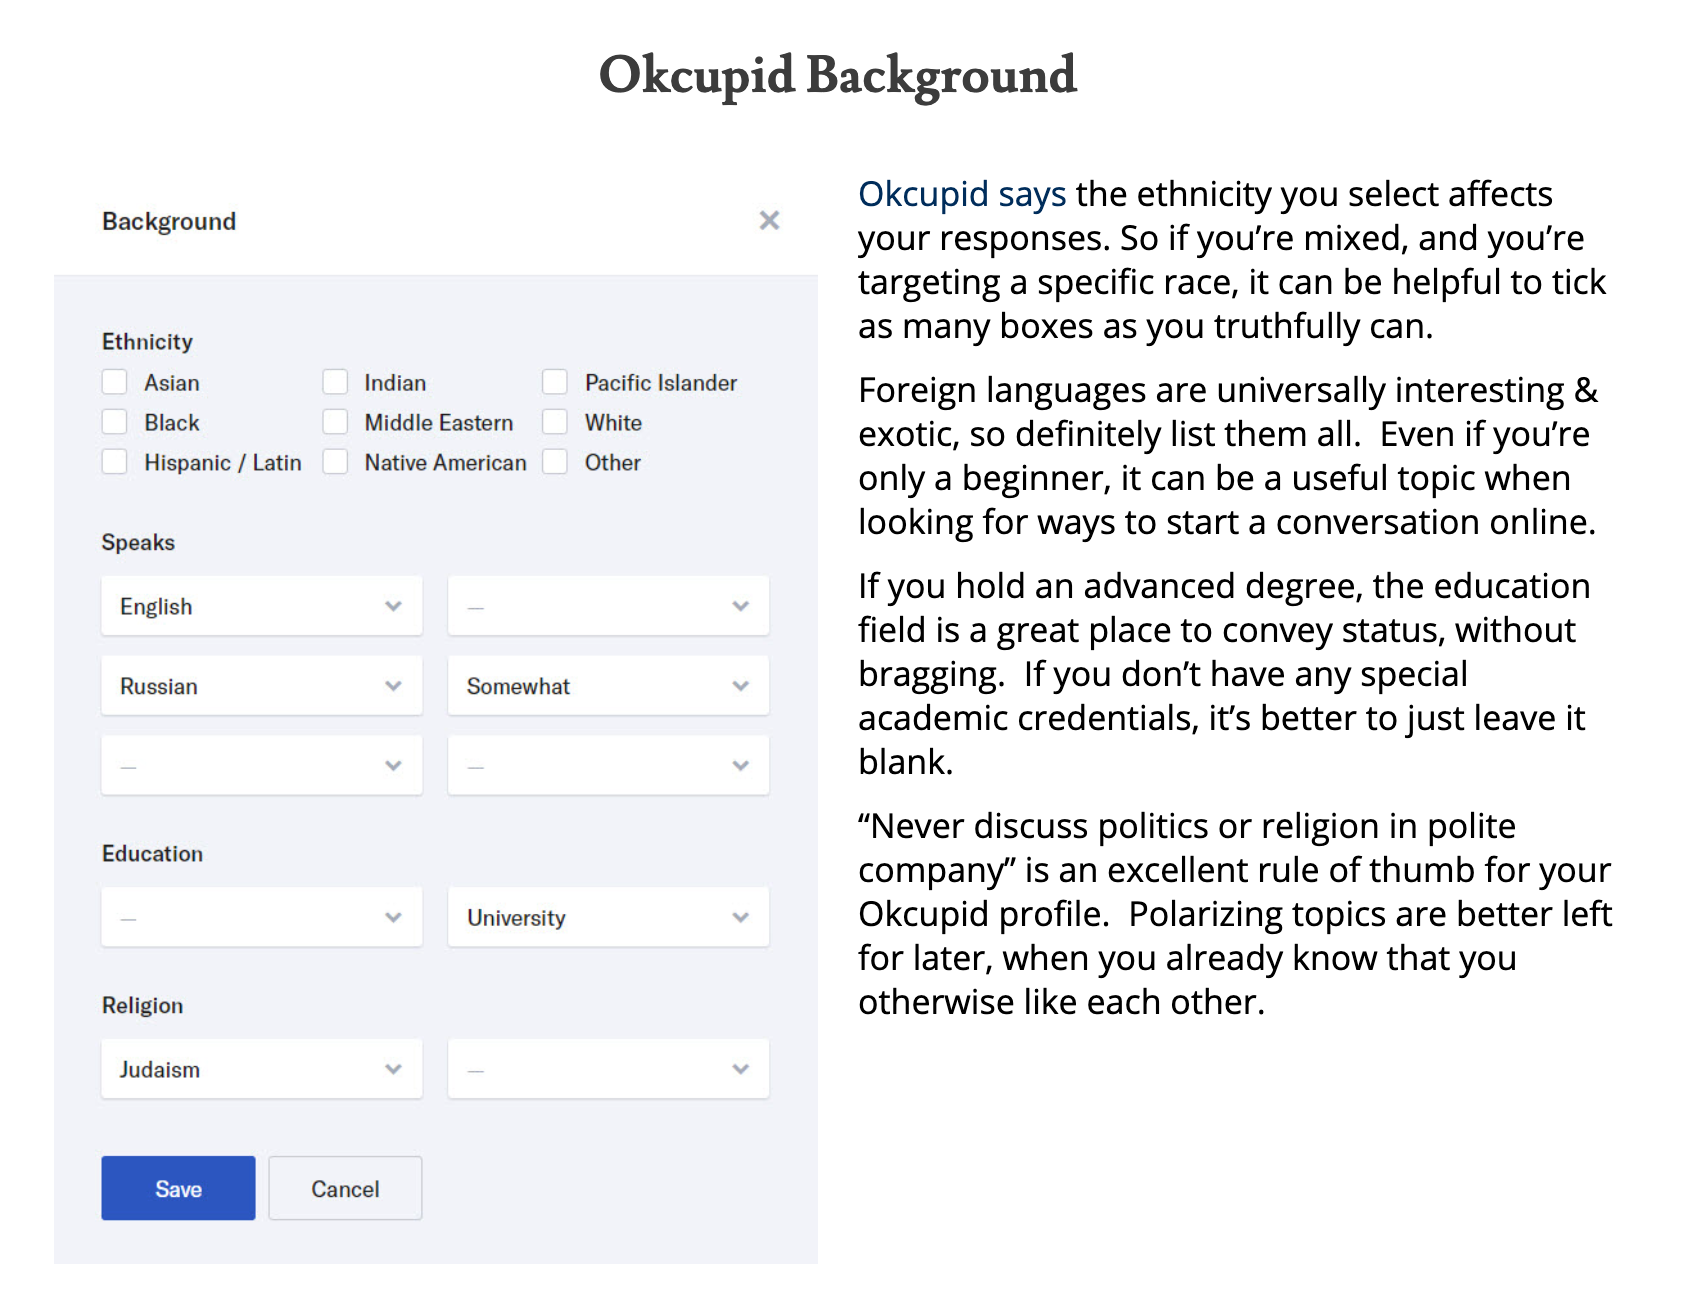 Okcupid Background
Background
Ethnicity
Asian Indian Pacific Islander
Black Middle Eastern White
Hispanic / Latin Native American Other
Speaks
English —
Russian Somewhat
— —
Education
— University
Religion
Judaism —
Save Cancel
Okcupid says the ethnicity you select affects
your responses. So if you’re mixed, and you’re
targeting a specific race, it can be helpful to tick
as many boxes as you truthfully can.
Foreign languages are universally interesting &
exotic, so definitely list them all.  Even if you’re
only a beginner, it can be a useful topic when
looking for ways to start a conversation online.
If you hold an advanced degree, the education
field is a great place to convey status, without
bragging.  If you don’t have any special
academic credentials, it’s better to just leave it
blank.
“Never discuss politics or religion in polite
company” is an excellent rule of thumb for your
Okcupid profile.  Polarizing topics are better left
for later, when you already know that you
otherwise like each other.